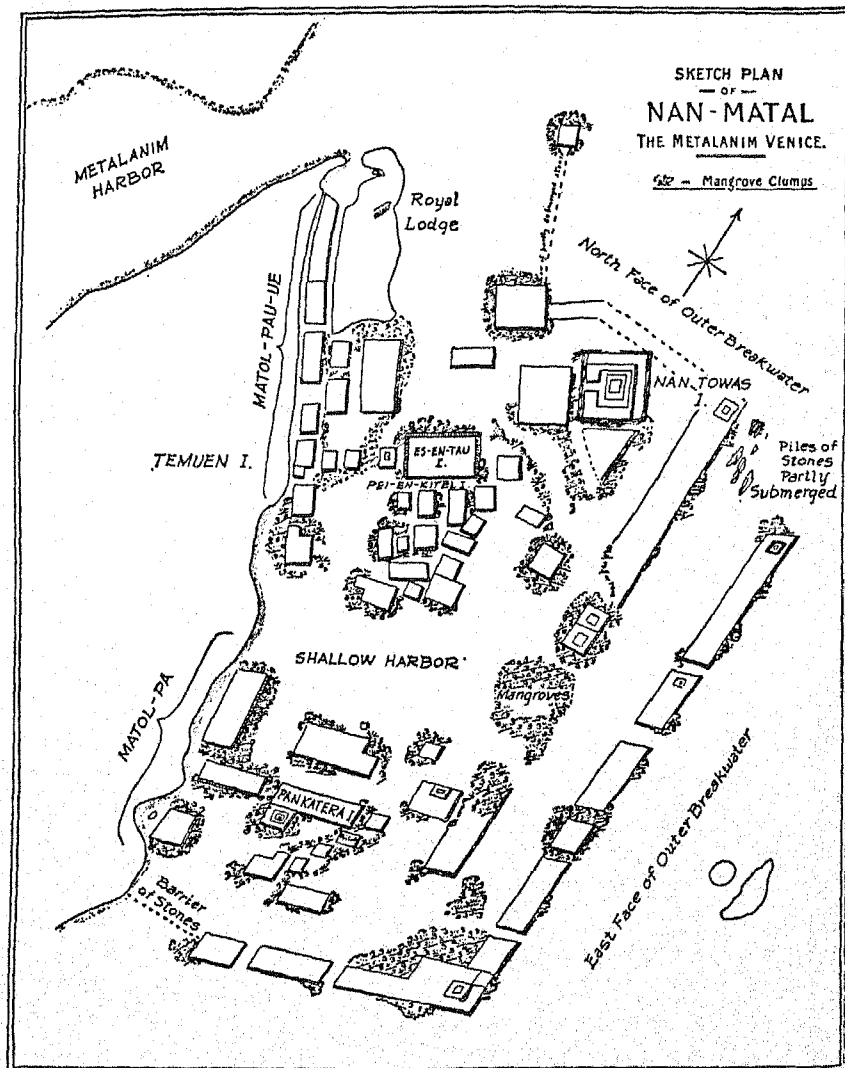 SKETCH PLAN
OF
NAN-MATAL
THE METALANIM VENICE.
Mangrove Clumps
METALANIM
HARBOR
Royal
Lodge
North Face of Outer Breakwater
MATOL-PAU-UE
NAN TOWAS
I.
Piles of
Stones
Partly
Submerged
TEMUEN I.
ES-EN-TAU
I.
PEI-EN-KITEL I.
SHALLOW HARBOR
Mangroves
MATOL-PA
PAN KATERA I.
East Face of Outer Breakwater
Barrier
of Stones